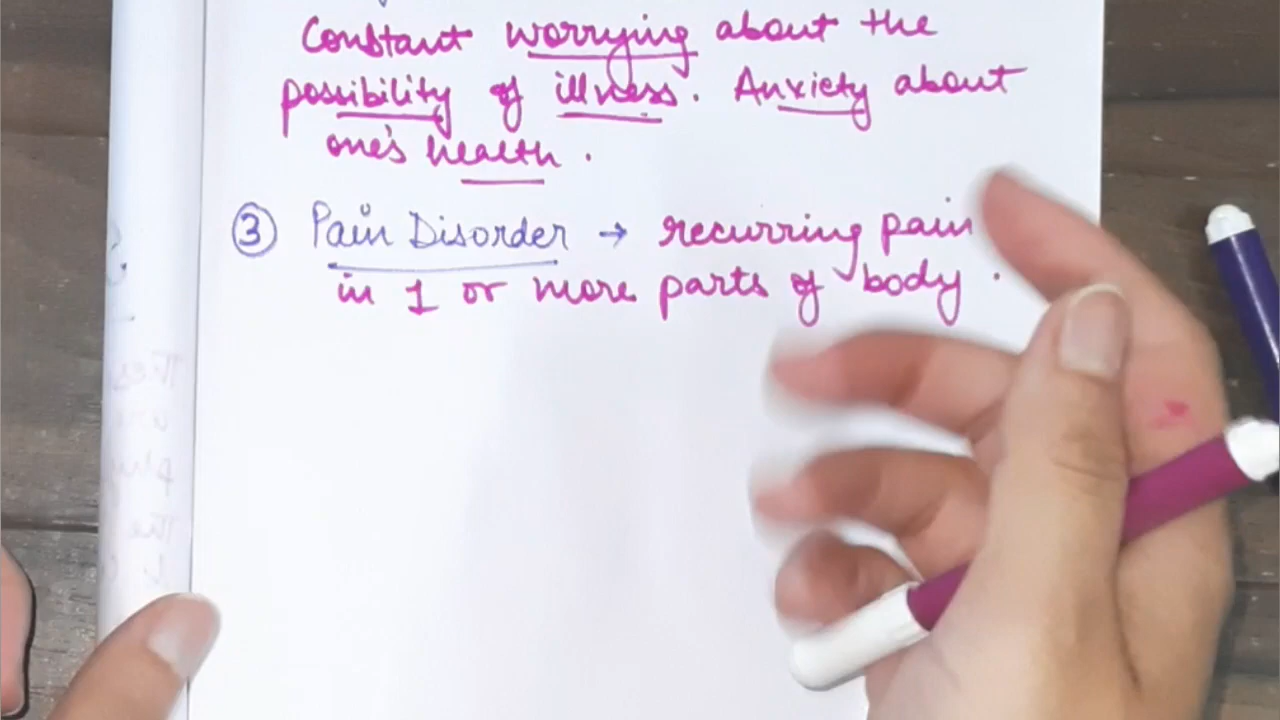 Constant worrying about the
possibility of illness. Anxiety about
one's health.
③ Pain Disorder → recurring pain
in 1 or more parts of body.